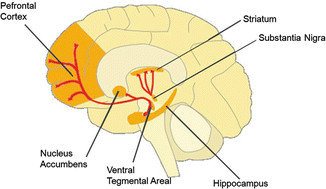 Pefrontal
Cortex
Striatum
Substantia Nigra
Nucleus
Accumbens
Ventral
Tegmental Areal
Hippocampus